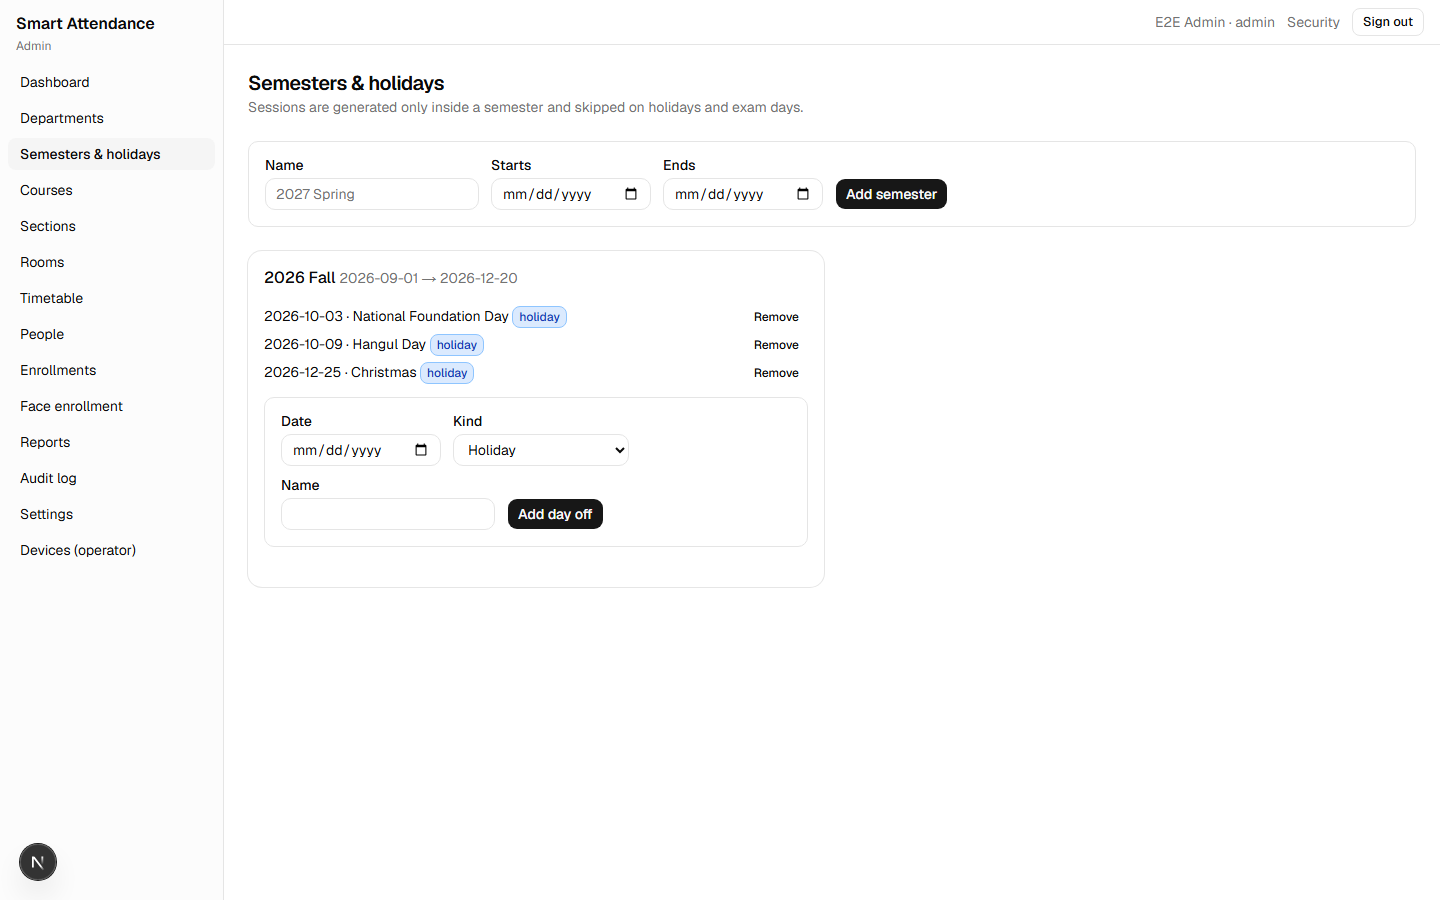 Smart Attendance
Admin
Dashboard
Departments
Semesters & holidays
Courses
Sections
Rooms
Timetable
People
Enrollments
Face enrollment
Reports
Audit log
Settings
Devices (operator)
N
E2E Admin · admin Security Sign out
Semesters & holidays
Sessions are generated only inside a semester and skipped on holidays and exam days.
Name Starts Ends
2027 Spring mm/dd/yyyy mm/dd/yyyy Add semester
2026 Fall 2026-09-01 → 2026-12-20
2026-10-03 · National Foundation Day holiday Remove
2026-10-09 · Hangul Day holiday Remove
2026-12-25 · Christmas holiday Remove
Date Kind
mm/dd/yyyy Holiday
Name
Add day off